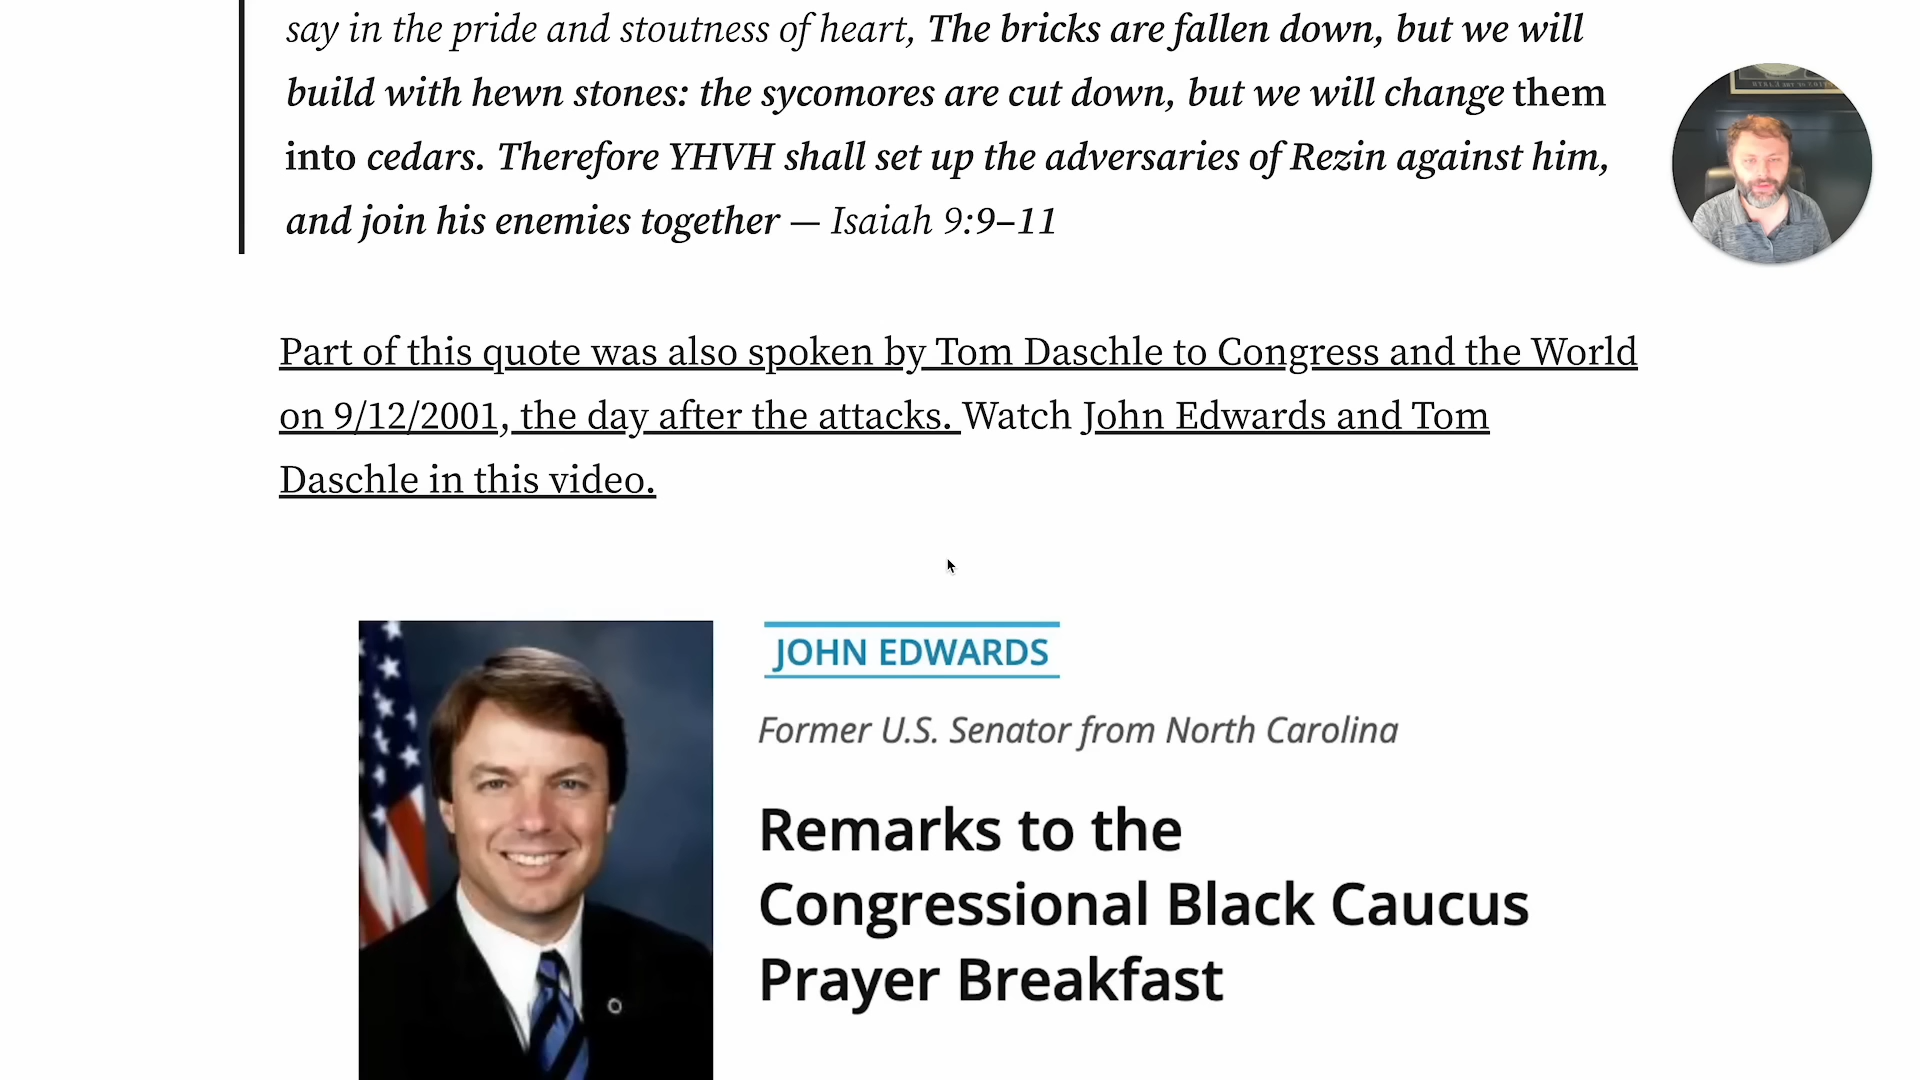 say in the pride and stoutness of heart, The bricks are fallen down, but we will
build with hewn stones: the sycomores are cut down, but we will change them
into cedars. Therefore YHVH shall set up the adversaries of Rezin against him,
and join his enemies together — Isaiah 9:9–11
Part of this quote was also spoken by Tom Daschle to Congress and the World
on 9/12/2001, the day after the attacks. Watch John Edwards and Tom
Daschle in this video.
JOHN EDWARDS
Former U.S. Senator from North Carolina
Remarks to the
Congressional Black Caucus
Prayer Breakfast